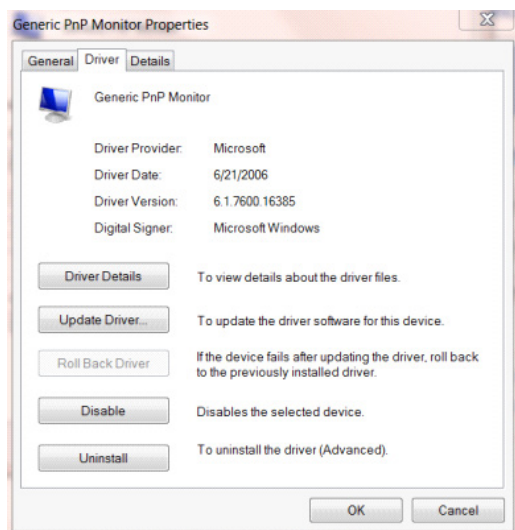 Generic PnP Monitor Properties
General Driver Details
Generic PnP Monitor
Driver Provider: Microsoft
Driver Date: 6/21/2006
Driver Version: 6.1.7600.16385
Digital Signer: Microsoft Windows
Driver Details To view details about the driver files.
Update Driver... To update the driver software for this device.
Roll Back Driver If the device fails after updating the driver, roll back
to the previously installed driver.
Disable Disables the selected device.
Uninstall To uninstall the driver (Advanced).
OK Cancel